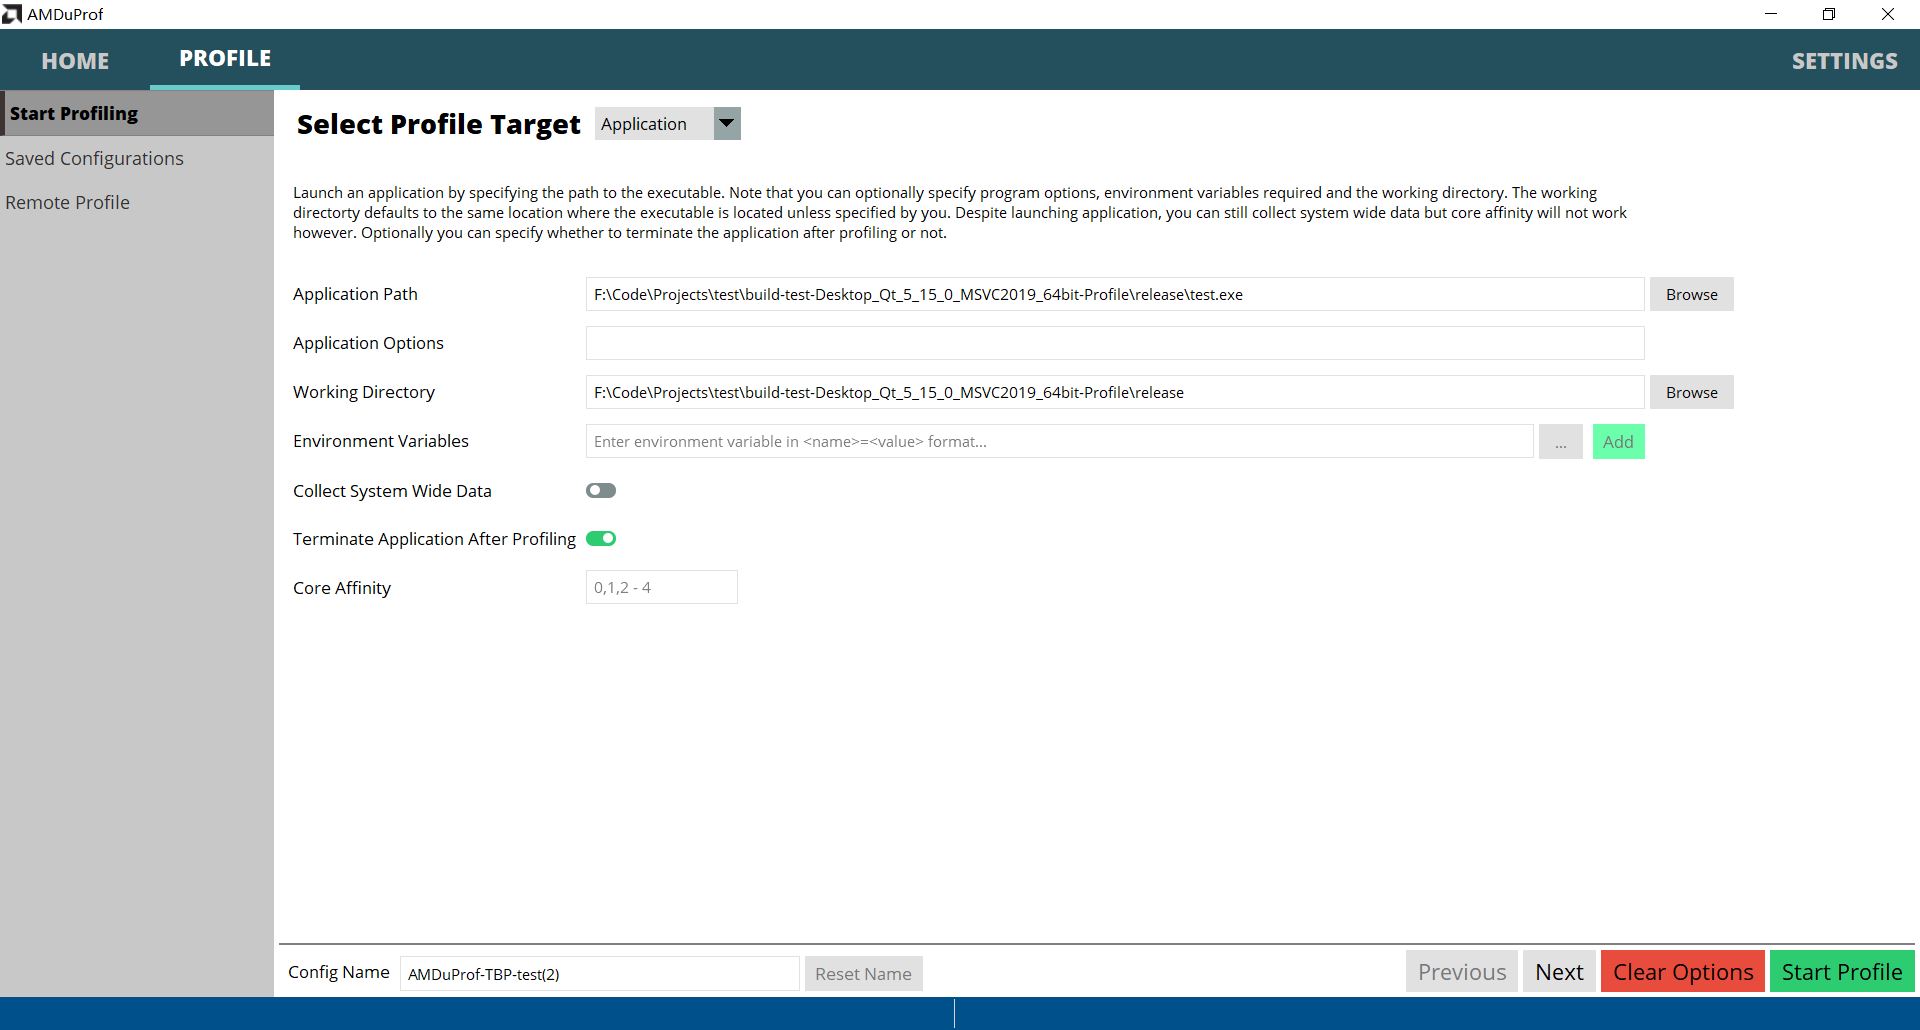 AMDuProf
HOME
PROFILE
SETTINGS
Start Profiling
Saved Configurations
Remote Profile
Select Profile Target
Application
Launch an application by specifying the path to the executable. Note that you can optionally specify program options, environment variables required and the working directory. The working
directorty defaults to the same location where the executable is located unless specified by you. Despite launching application, you can still collect system wide data but core affinity will not work
however. Optionally you can specify whether to terminate the application after profiling or not.
Application Path
F:\Code\Projects\test\build-test-Desktop_Qt_5_15_0_MSVC2019_64bit-Profile\release\test.exe
Browse
Application Options
Working Directory
F:\Code\Projects\test\build-test-Desktop_Qt_5_15_0_MSVC2019_64bit-Profile\release
Browse
Environment Variables
Enter environment variable in <name>=<value> format...
...
Add
Collect System Wide Data
Terminate Application After Profiling
Core Affinity
0,1,2 - 4
Config Name
AMDuProf-TBP-test(2)
Reset Name
Previous
Next
Clear Options
Start Profile